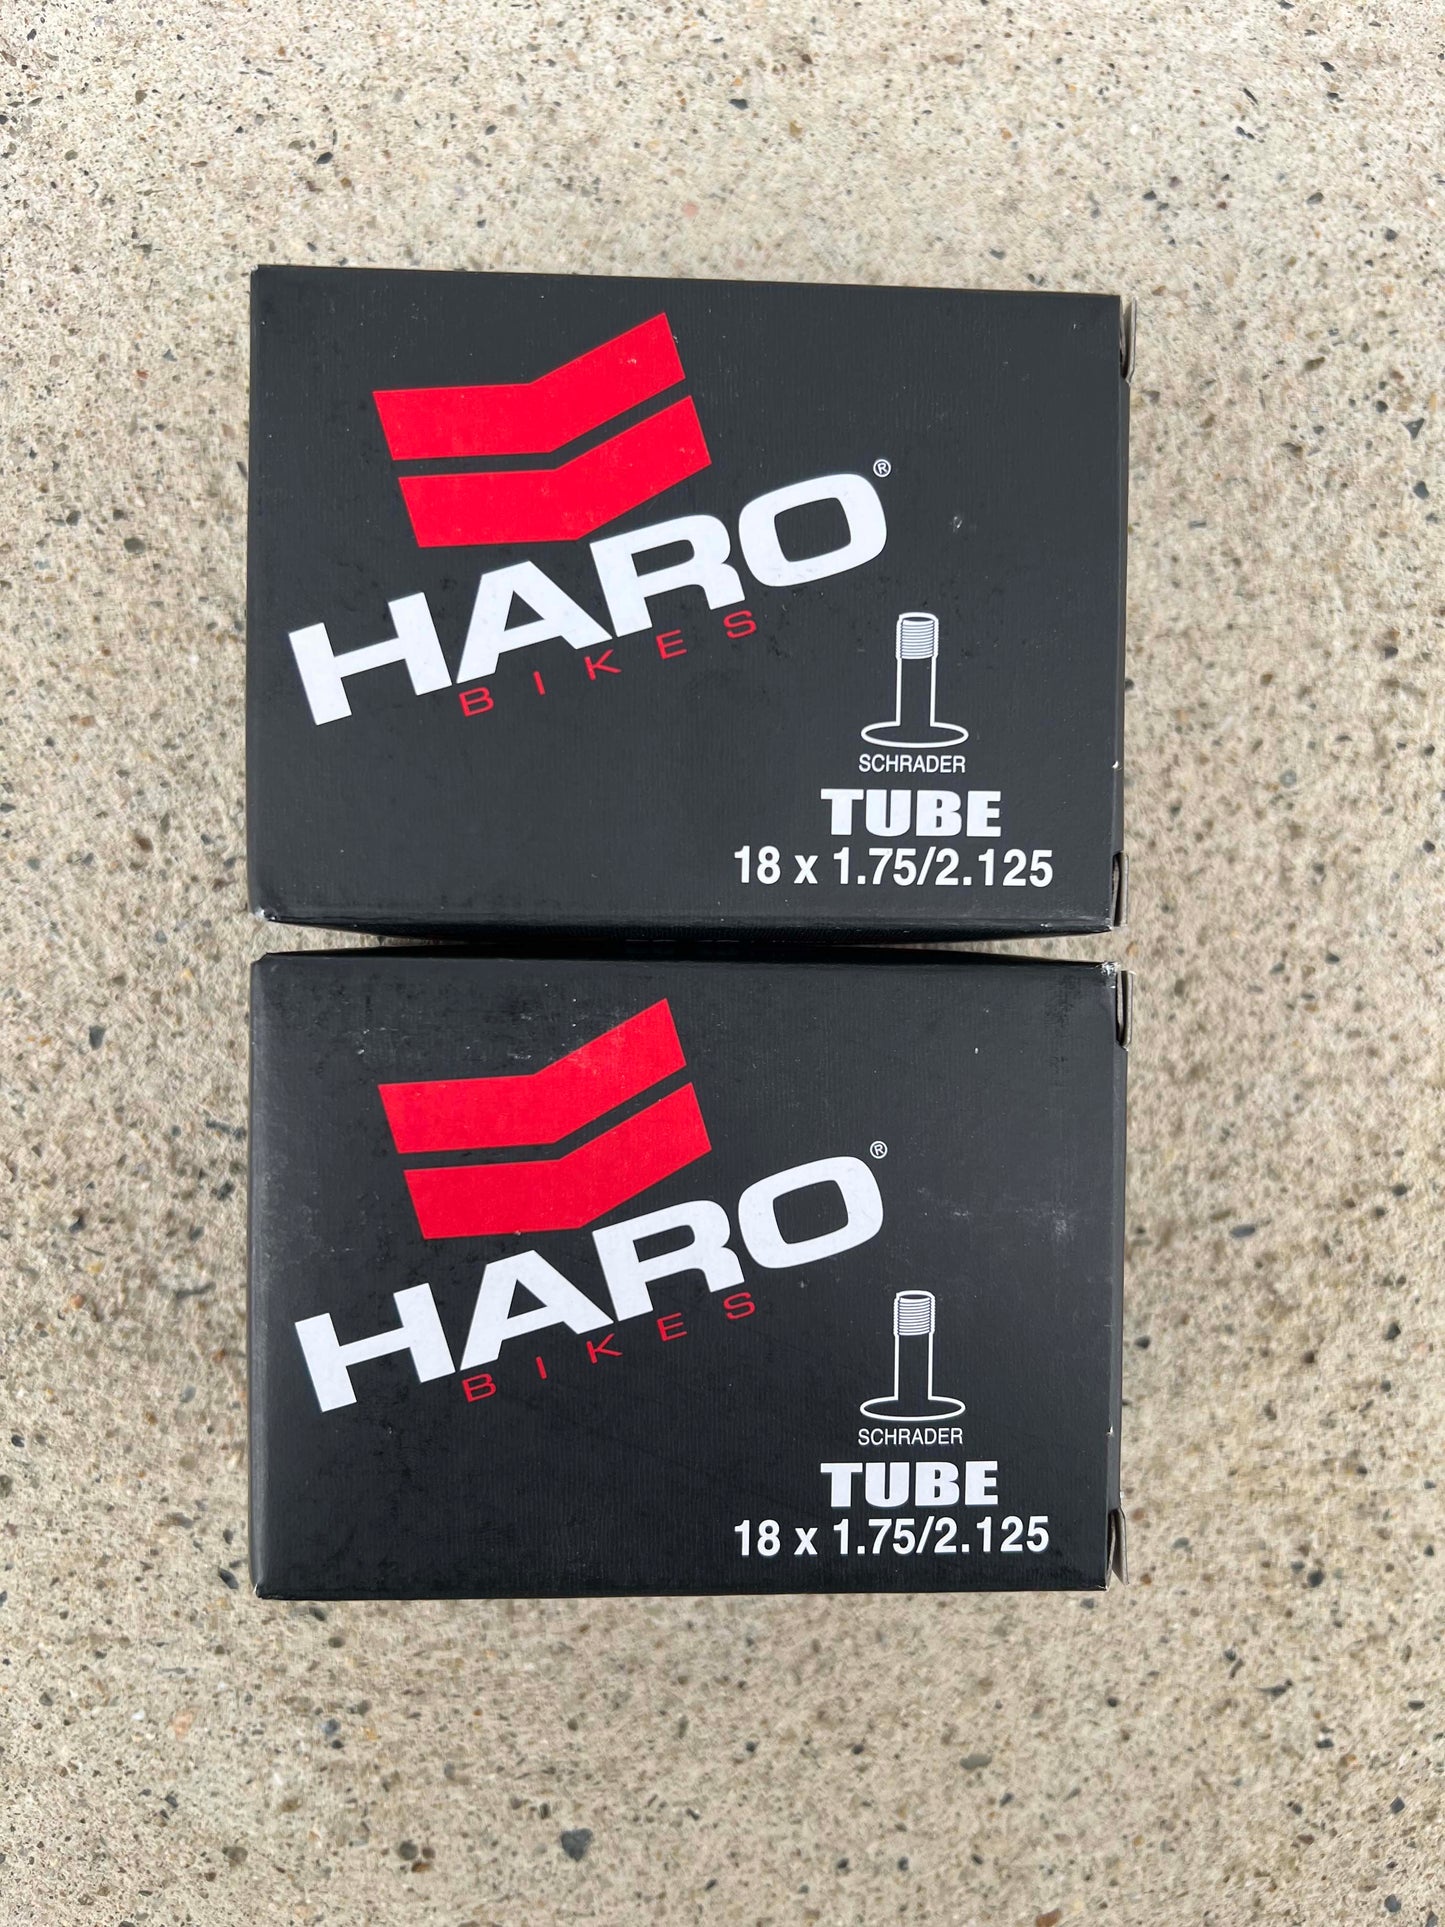 HARO®
BIKES
SCHRADER
TUBE
18 x 1.75/2.125
HARO®
BIKES
SCHRADER
TUBE
18 x 1.75/2.125